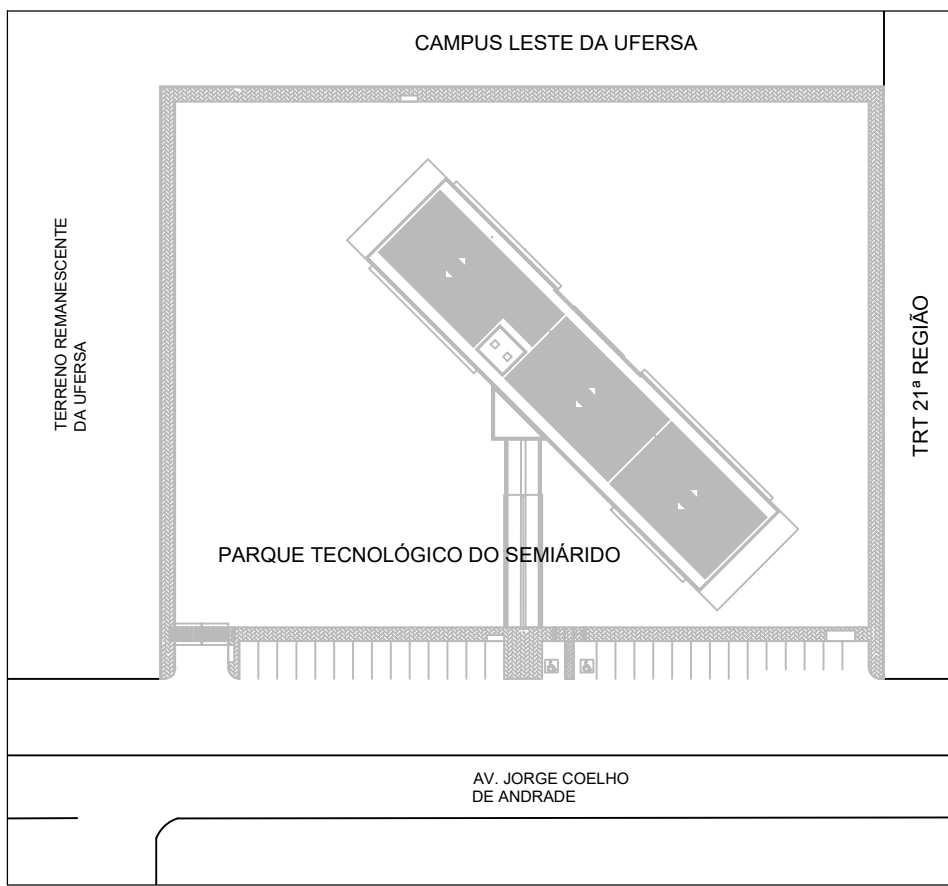 CAMPUS LESTE DA UFERSA
TERRENO REMANESCENTE
DA UFERSA
TRT 21ª REGIÃO
PARQUE TECNOLÓGICO DO SEMIÁRIDO
AV. JORGE COELHO
DE ANDRADE